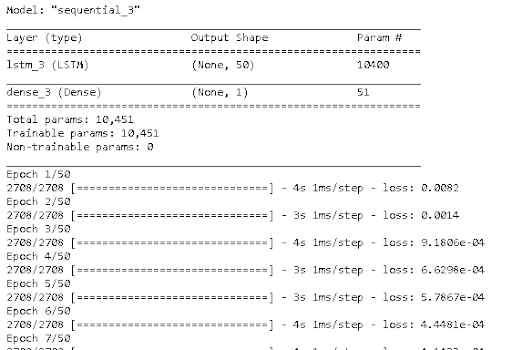 Model: "sequential_3"
Layer (type) Output Shape Param #
=================================================================
lstm_3 (LSTM) (None, 50) 10400
dense_3 (Dense) (None, 1) 51
=================================================================
Total params: 10,451
Trainable params: 10,451
Non-trainable params: 0
Epoch 1/50
2708/2708 [==============================] - 4s 1ms/step - loss: 0.0082
Epoch 2/50
2708/2708 [==============================] - 3s 1ms/step - loss: 0.0014
Epoch 3/50
2708/2708 [==============================] - 4s 1ms/step - loss: 9.1806e-04
Epoch 4/50
2708/2708 [==============================] - 3s 1ms/step - loss: 6.6298e-04
Epoch 5/50
2708/2708 [==============================] - 3s 1ms/step - loss: 5.7867e-04
Epoch 6/50
2708/2708 [==============================] - 4s 1ms/step - loss: 4.4481e-04
Epoch 7/50